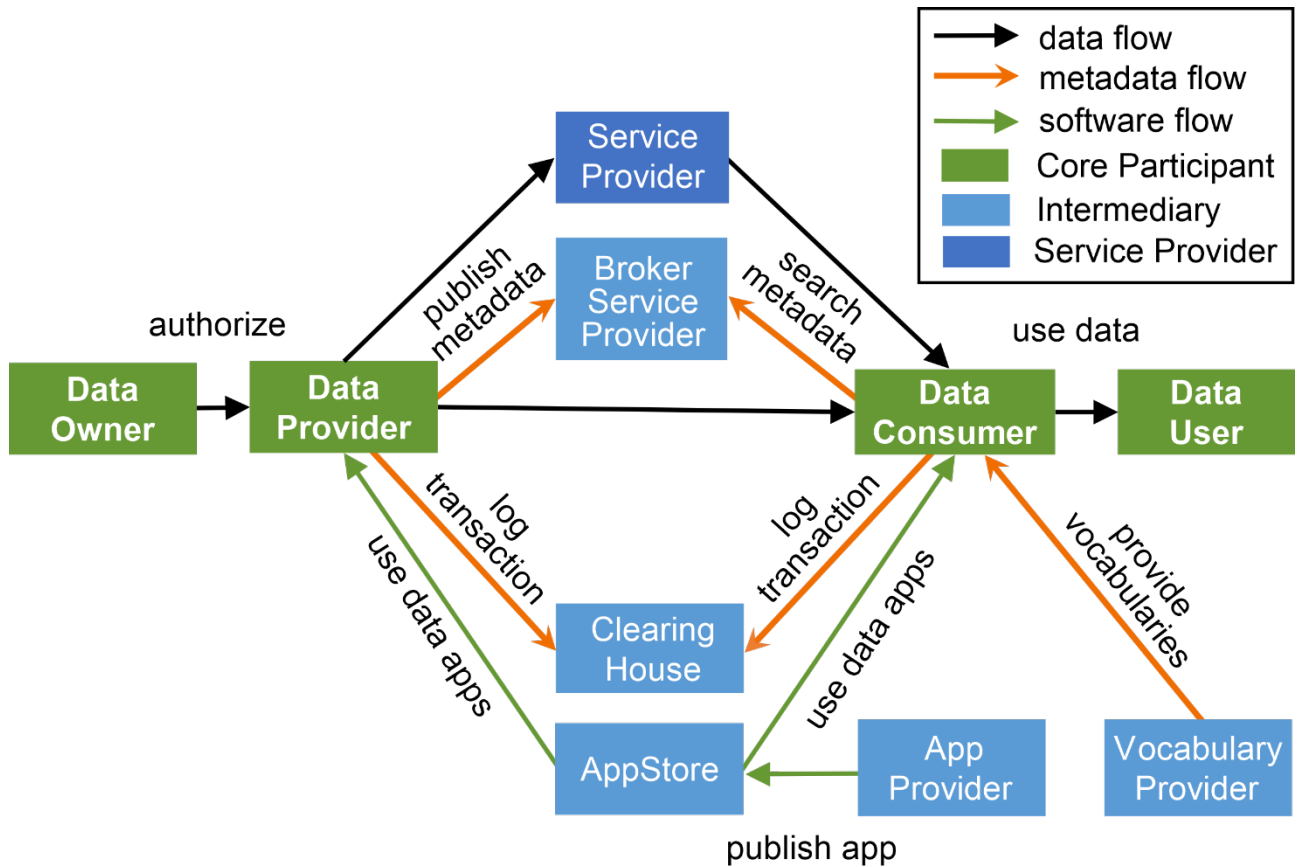 data flow
metadata flow
software flow
Core Participant
Intermediary
Service Provider
Service
Provider
Broker
Service
Provider
publish
metadata
search
metadata
authorize
use data
Data
Owner
Data
Provider
Data
Consumer
Data
User
log
transaction
log
transaction
use data apps
use data apps
provide
vocabularies
Clearing
House
AppStore
App
Provider
Vocabulary
Provider
publish app